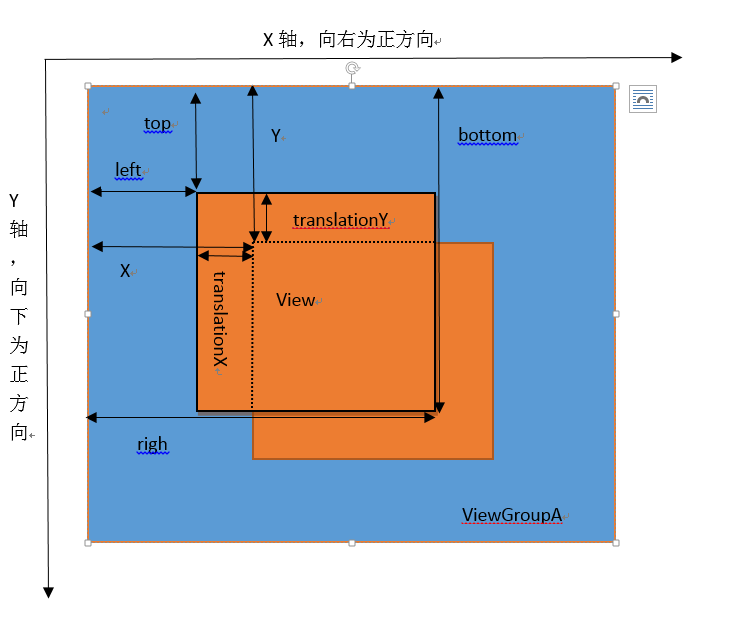 X 轴，向右为正方向
top
Y
bottom
left
translationY
X
translationX
View
righ
ViewGroupA
Y
轴
，
向
下
为
正
方
向